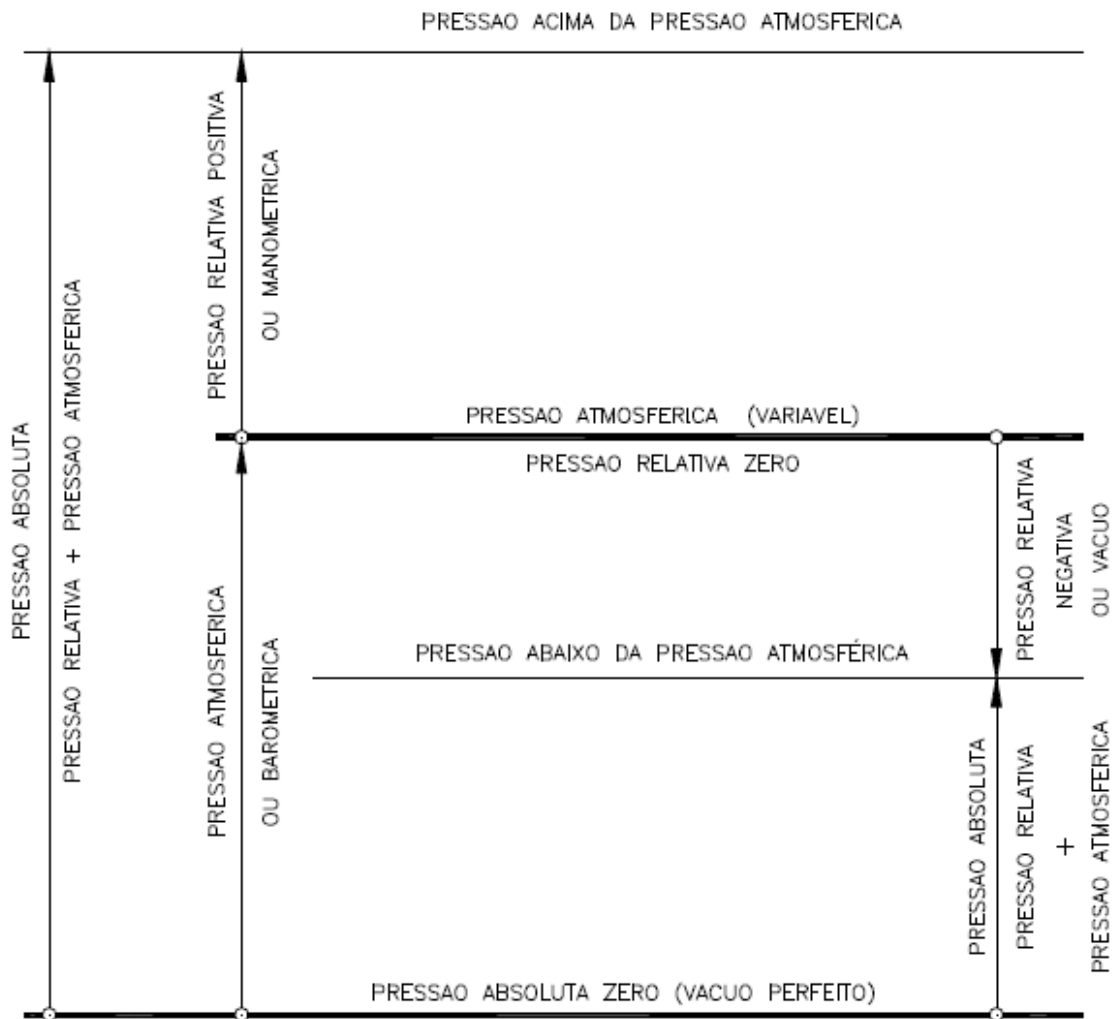 PRESSAO ACIMA DA PRESSAO ATMOSFERICA
PRESSAO ABSOLUTA
PRESSAO RELATIVA + PRESSAO ATMOSFERICA
PRESSAO RELATIVA POSITIVA
OU MANOMETRICA
PRESSAO ATMOSFERICA (VARIAVEL)
PRESSAO RELATIVA ZERO
PRESSAO ATMOSFERICA
OU BAROMETRICA
PRESSAO RELATIVA
NEGATIVA
OU VACUO
PRESSAO ABAIXO DA PRESSAO ATMOSFÉRICA
PRESSAO ABSOLUTA
PRESSAO RELATIVA
+
PRESSAO ATMOSFERICA
PRESSAO ABSOLUTA ZERO (VACUO PERFEITO)